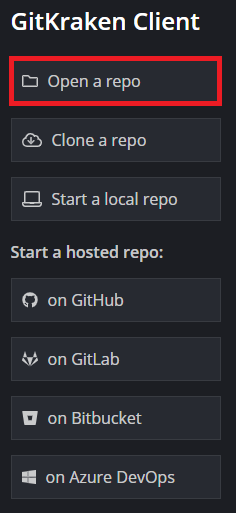 GitKraken Client
Open a repo
Clone a repo
Start a local repo
Start a hosted repo:
on GitHub
on GitLab
on Bitbucket
on Azure DevOps